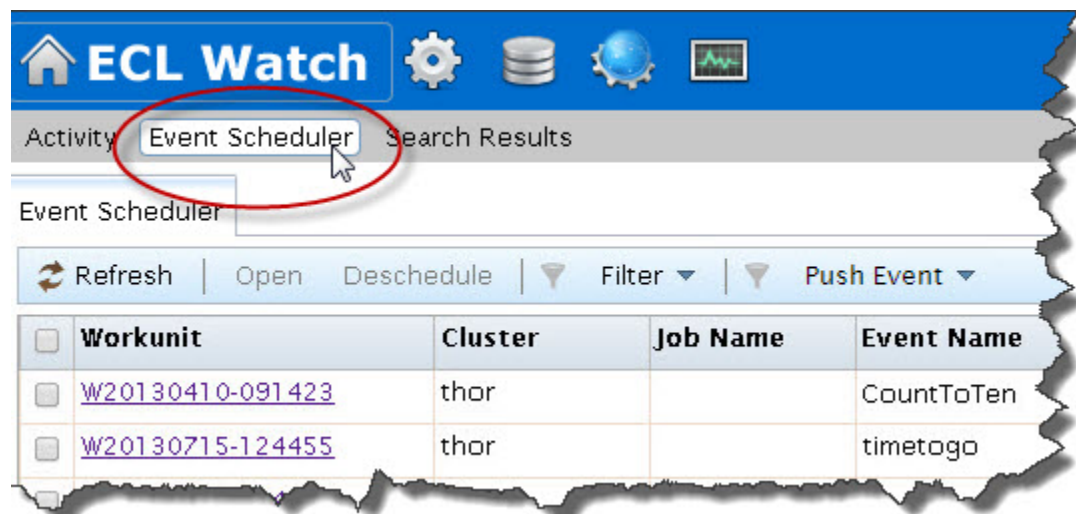 ECL Watch
Activity Event Scheduler Search Results
Event Scheduler
Refresh Open Deschedule Filter Push Event
Workunit Cluster Job Name Event Name
W20130410-091423 thor CountToTen
W20130715-124455 thor timetogo